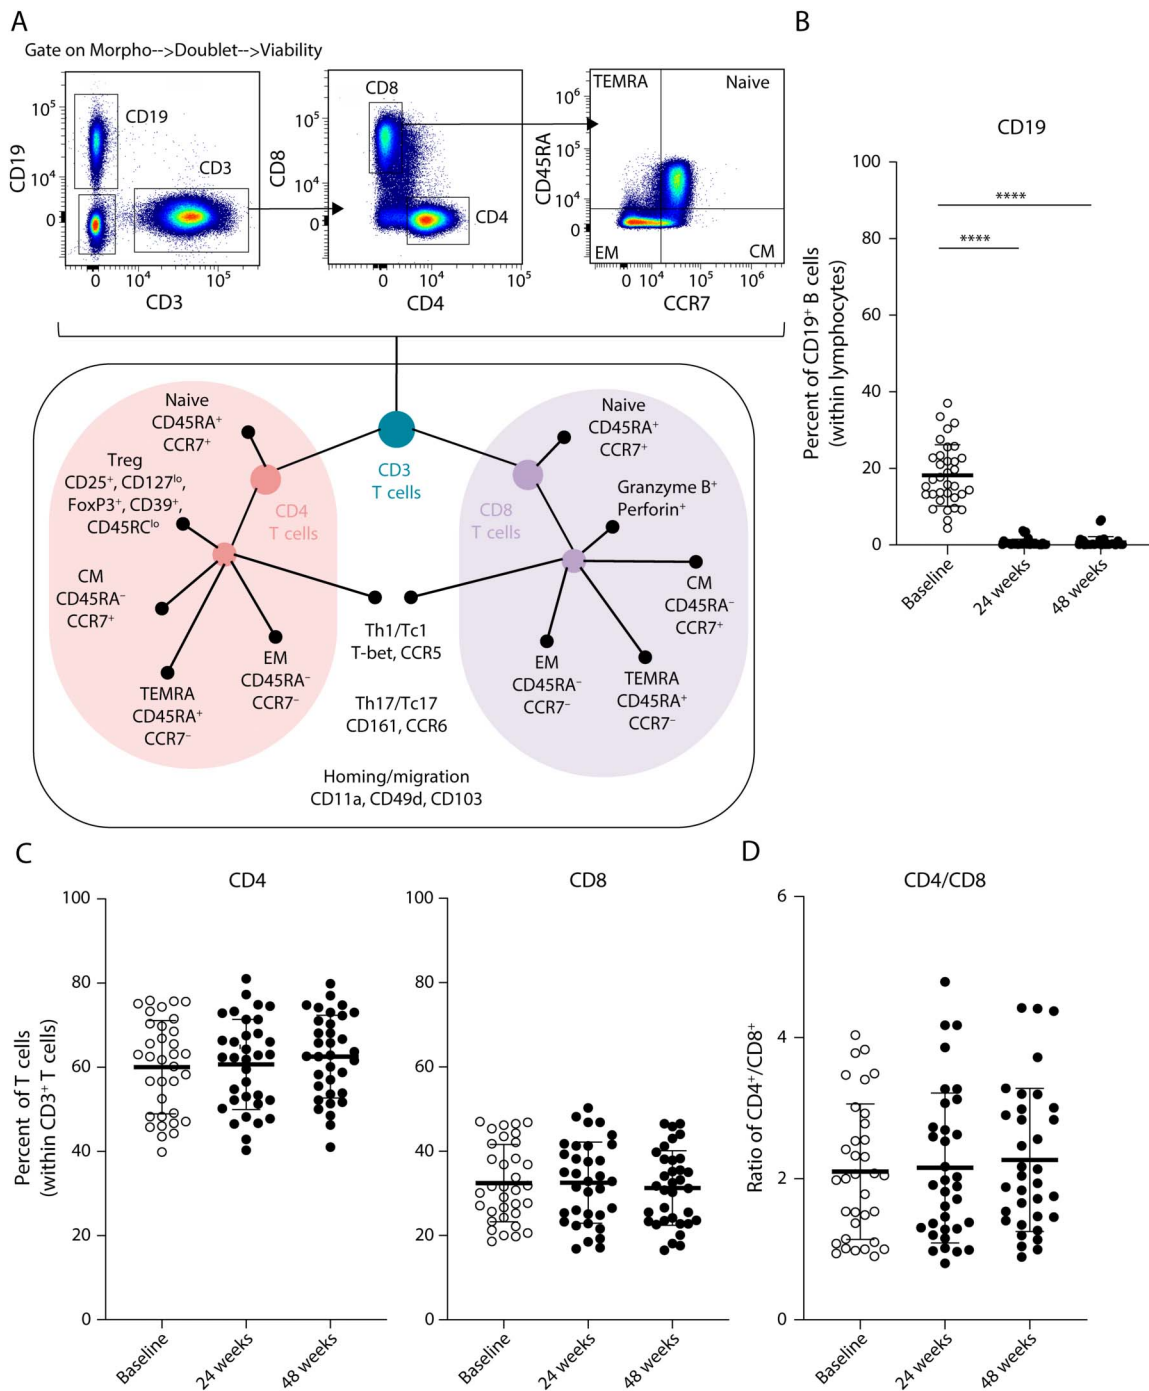 A
Gate on Morpho-->Doublet-->Viability
10⁵
10⁴
0
CD19
CD19
CD3
0
10⁴
10⁵
CD3
10⁵
10⁴
0
CD8
CD8
CD4
0
10⁴
10⁵
CD4
TEMRA
Naive
EM
CM
10⁶
10⁵
10⁴
0
CD45RA
0
10⁴
10⁵
10⁶
CCR7
CD3
T cells
Naive
CD45RA⁺
CCR7⁺
Treg
CD25⁺, CD127ˡᵒ,
FoxP3⁺, CD39⁺,
CD45RCˡᵒ
CD4
T cells
CM
CD45RA⁻
CCR7⁺
TEMRA
CD45RA⁺
CCR7⁻
EM
CD45RA⁻
CCR7⁻
Th1/Tc1
T-bet, CCR5
Th17/Tc17
CD161, CCR6
Homing/migration
CD11a, CD49d, CD103
Naive
CD45RA⁺
CCR7⁺
CD8
T cells
Granzyme B⁺
Perforin⁺
CM
CD45RA⁻
CCR7⁺
EM
CD45RA⁻
CCR7⁻
TEMRA
CD45RA⁺
CCR7⁻
B
CD19
Percent of CD19⁺ B cells
(within lymphocytes)
100
80
60
40
20
0
****
****
Baseline
24 weeks
48 weeks
C
CD4
Percent of T cells
(within CD3⁺ T cells)
100
80
60
40
20
0
Baseline
24 weeks
48 weeks
CD8
100
80
60
40
20
0
Baseline
24 weeks
48 weeks
D
CD4/CD8
Ratio of CD4⁺/CD8⁺
6
4
2
0
Baseline
24 weeks
48 weeks